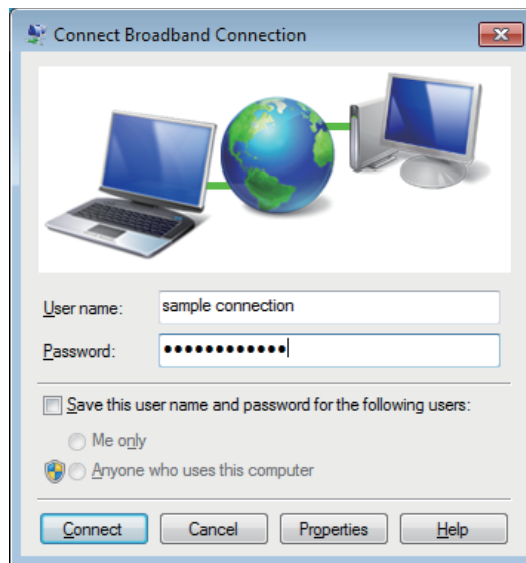 Connect Broadband Connection
User name: sample connection
Password: ●●●●●●●●●●●●
Save this user name and password for the following users:
Me only
Anyone who uses this computer
Connect Cancel Properties Help